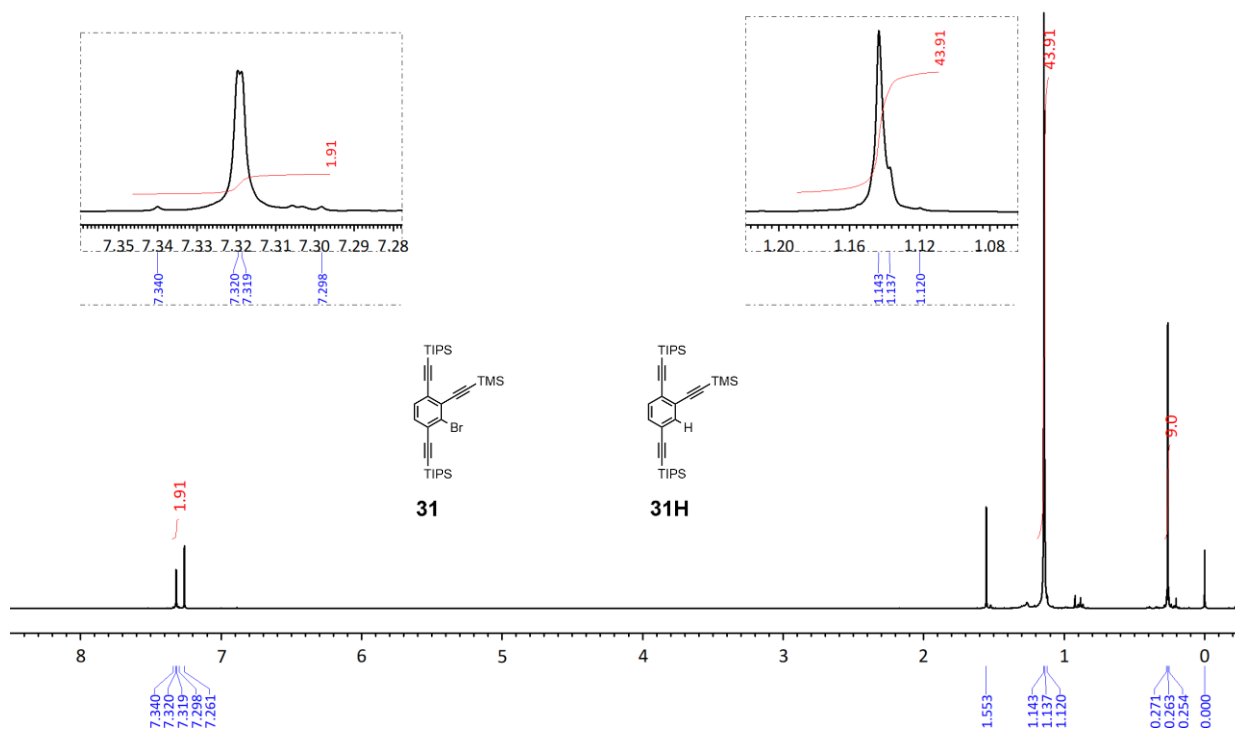 1.91
7.35 7.34 7.33 7.32 7.31 7.30 7.29 7.28
7.340
7.320
7.319
7.298
43.91
1.20 1.16 1.12 1.08
1.143
1.137
1.120
43.91
TIPS
TMS
Br
TIPS
31
TIPS
TMS
H
TIPS
31H
1.91
9.0
8 7 6 5 4 3 2 1 0
7.340
7.320
7.319
7.298
7.261
1.553
1.143
1.137
1.120
0.271
0.263
0.254
0.000